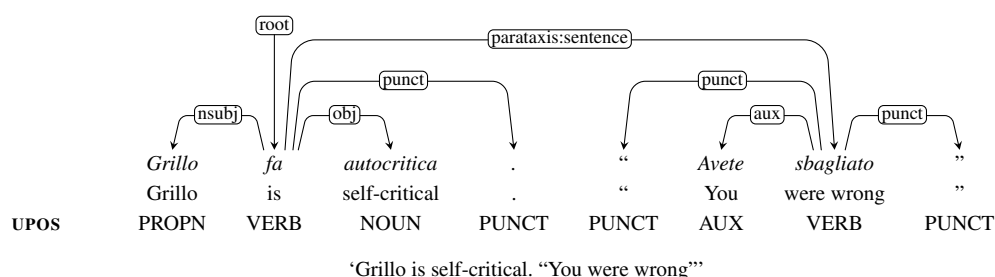 root
parataxis:sentence
punct punct
nsubj obj aux punct
Grillo fa autocritica . “ Avete sbagliato ”
Grillo is self-critical . “ You were wrong ”
UPOS PROPN VERB NOUN PUNCT PUNCT AUX VERB PUNCT
‘Grillo is self-critical. “You were wrong”’